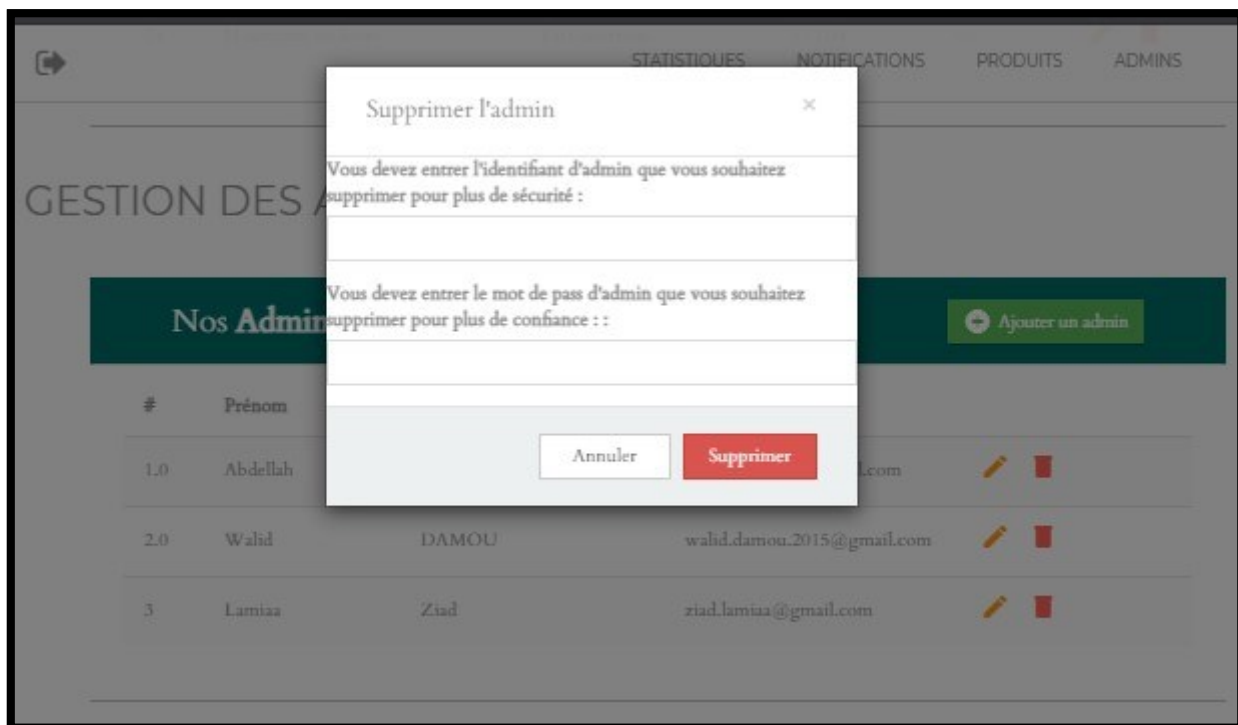 STATISTIQUES NOTIFICATIONS PRODUITS ADMINS
Supprimer l'admin ×
Vous devez entrer l'identifiant d'admin que vous souhaitez
supprimer pour plus de sécurité :
GESTION DES
Vous devez entrer le mot de pass d'admin que vous souhaitez
supprimer pour plus de confiance : :
Nos Admin
Ajouter un admin
# Prénom
Annuler Supprimer
1.0 Abdellah .com
2.0 Walid DAMOU walid.damou.2015@gmail.com
3 Lamiaa Ziad ziad.lamiaa@gmail.com